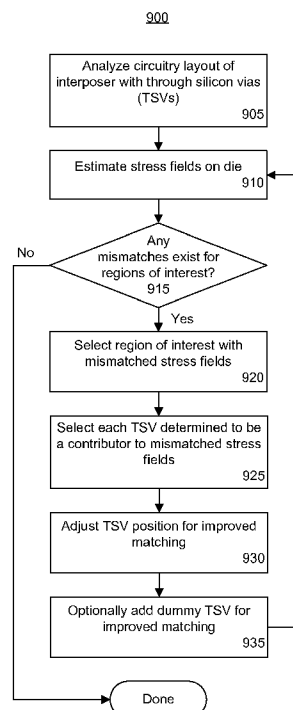 900
Analyze circuitry layout of
interposer with through silicon vias
(TSVs)
905
Estimate stress fields on die
910
Any
mismatches exist for
regions of interest?
915
No
Yes
Select region of interest with
mismatched stress fields
920
Select each TSV determined to be
a contributor to mismatched stress
fields
925
Adjust TSV position for improved
matching
930
Optionally add dummy TSV for
improved matching
935
Done